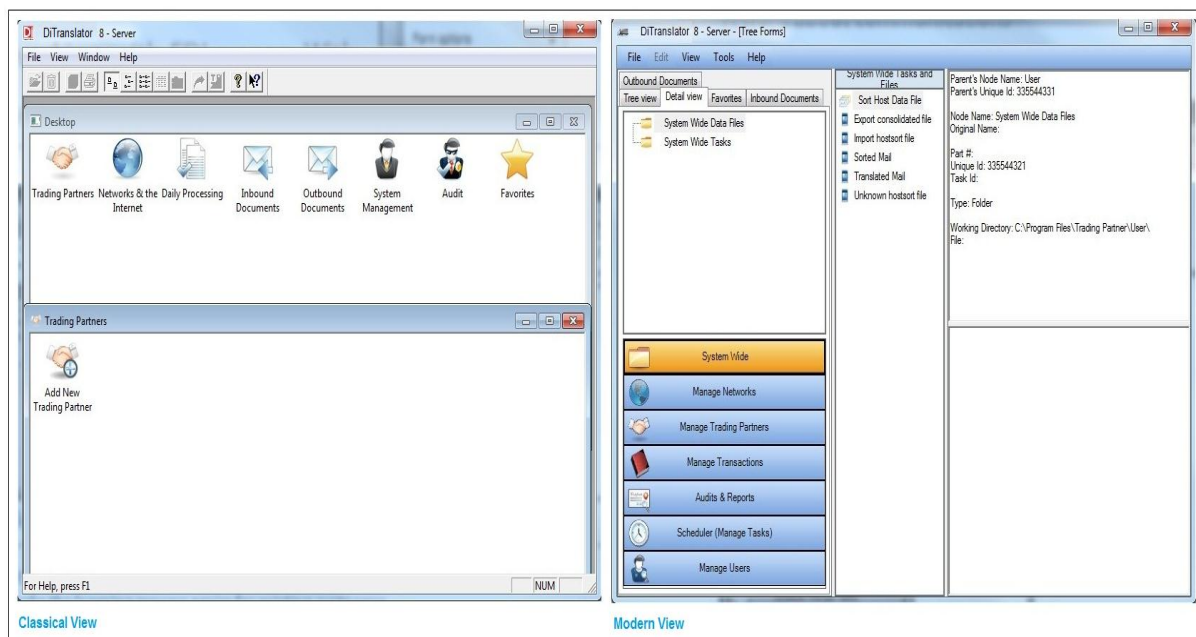 DiTranslator 8 - Server
File View Window Help
Desktop
Trading Partners
Networks & the
Internet
Daily Processing
Inbound
Documents
Outbound
Documents
System
Management
Audit
Favorites
Trading Partners
Add New
Trading Partner
For Help, press F1
NUM
Classical View
DiTranslator 8 - Server - [Tree Forms]
File Edit View Tools Help
Outbound Documents
Tree view Detail view Favorites Inbound Documents
System Wide Data Files
System Wide Tasks
System Wide
Manage Networks
Manage Trading Partners
Manage Transactions
Audits & Reports
Scheduler (Manage Tasks)
Manage Users
System Wide Tasks and
Files
Sort Host Data File
Export consolidated file
Import hostsort file
Sorted Mail
Translated Mail
Unknown hostsort file
Parent's Node Name: User
Parent's Unique Id: 335544331
Node Name: System Wide Data Files
Original Name:
Part #:
Unique Id: 335544321
Task Id:
Type: Folder
Working Directory: C:\Program Files\Trading Partner\User\
File:
Modern View